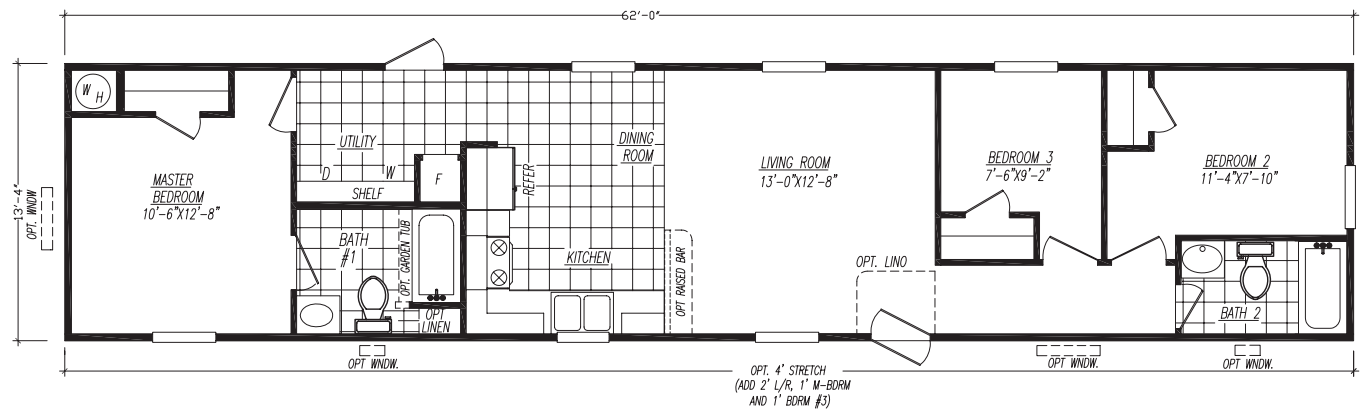 62'-0"
13'-4"
OPT. WNDW
W
H
MASTER
BEDROOM
10'-6"X12'-8"
UTILITY
D
W
SHELF
F
BATH
#1
OPT. GARDEN TUB
OPT
LINEN
REFER
DINING
ROOM
KITCHEN
OPT RAISED BAR
LIVING ROOM
13'-0"X12'-8"
OPT. LINO
BEDROOM 3
7'-6"X9'-2"
BEDROOM 2
11'-4"X7'-10"
BATH 2
OPT WNDW.
OPT WNDW.
OPT WNDW.
OPT. 4' STRETCH
(ADD 2' L/R, 1' M-BDRM
AND 1' BDRM #3)